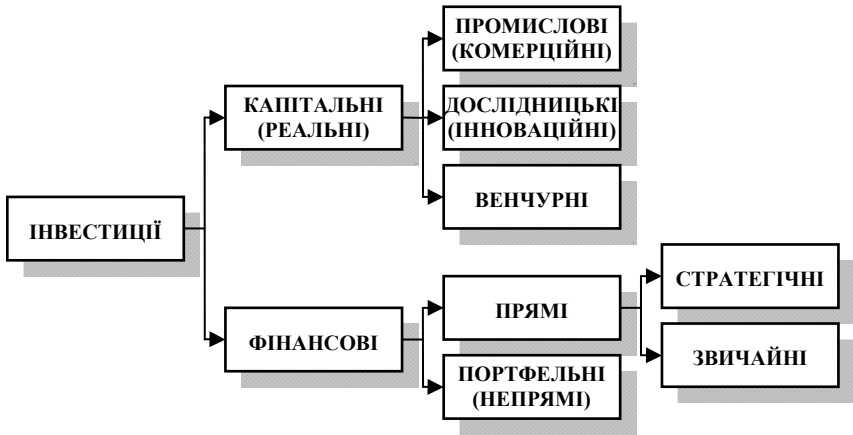 ПРОМИСЛОВІ
(КОМЕРЦІЙНІ)
КАПІТАЛЬНІ
(РЕАЛЬНІ)
ДОСЛІДНИЦЬКІ
(ІННОВАЦІЙНІ)
ВЕНЧУРНІ
ІНВЕСТИЦІЇ
ФІНАНСОВІ
ПРЯМІ
СТРАТЕГІЧНІ
ЗВИЧАЙНІ
ПОРТФЕЛЬНІ
(НЕПРЯМІ)